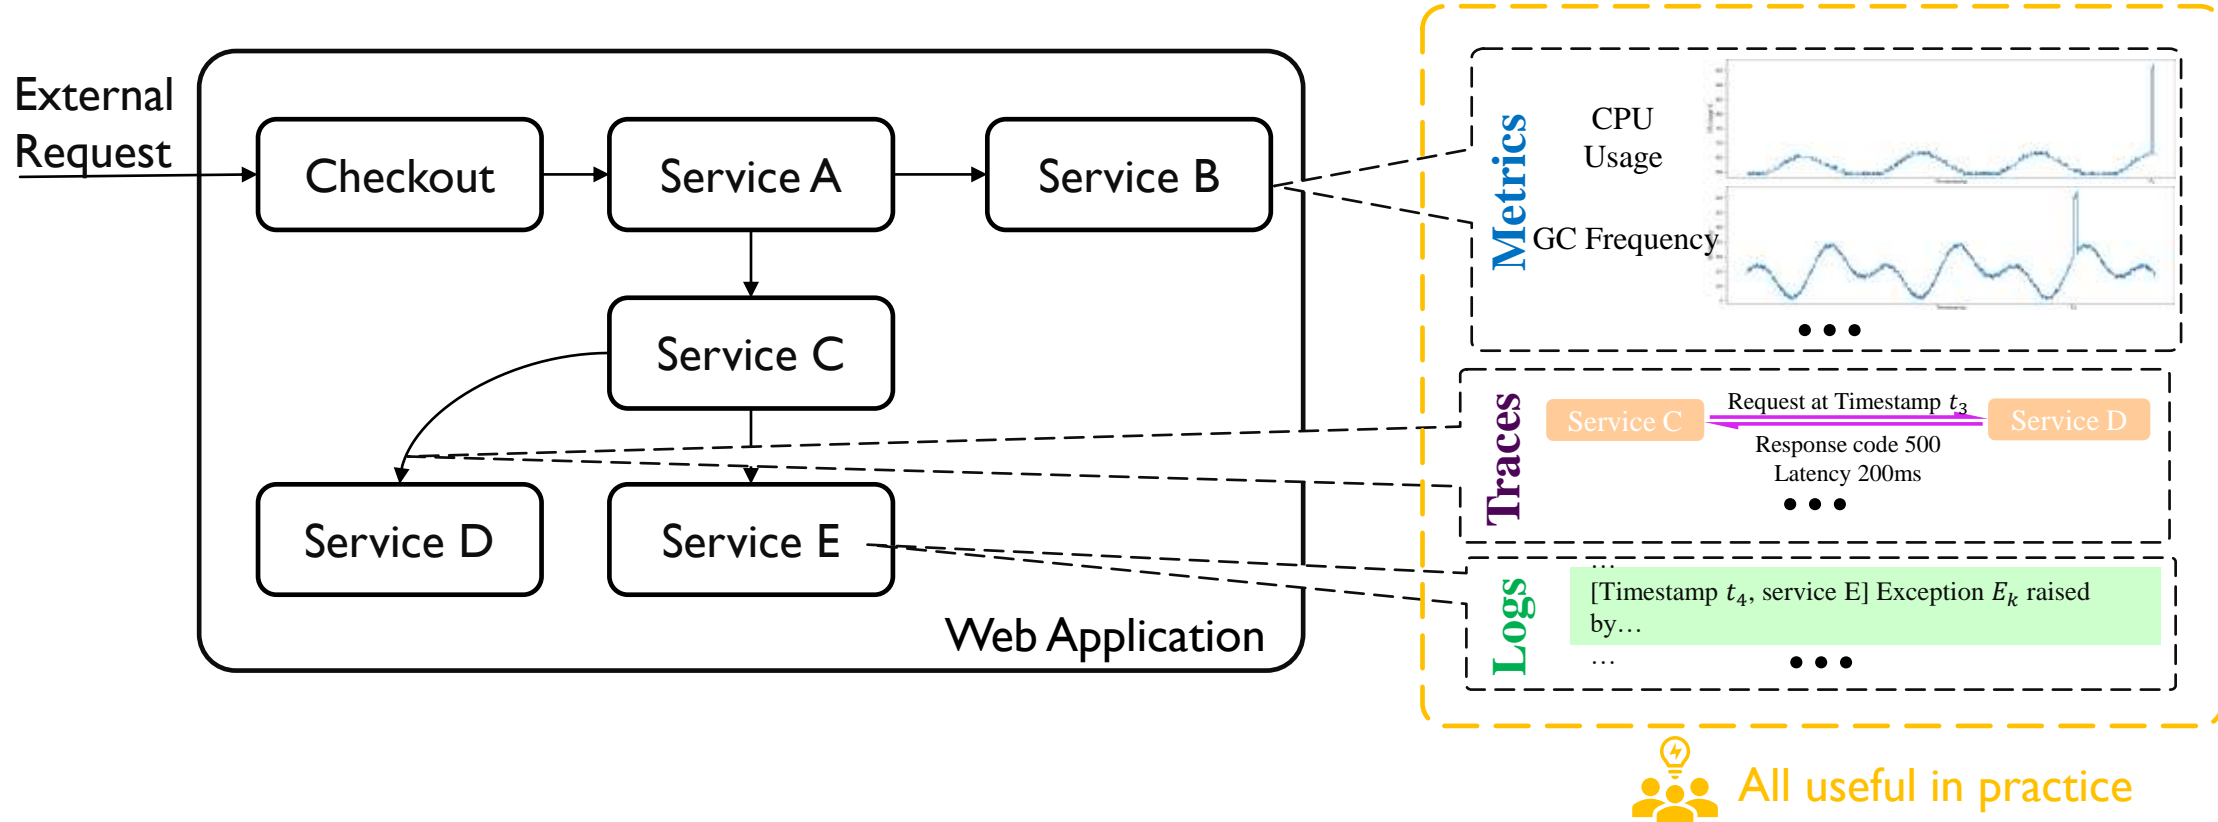 External
Request
Checkout
Service A
Service B
Service C
Service D
Service E
Web Application
Metrics
CPU
Usage
GC Frequency
•••
Traces
Service C
Request at Timestamp t₃
Service D
Response code 500
Latency 200ms
•••
Logs
…
[Timestamp t₄, service E] Exception Eₖ raised
by…
…
•••
All useful in practice